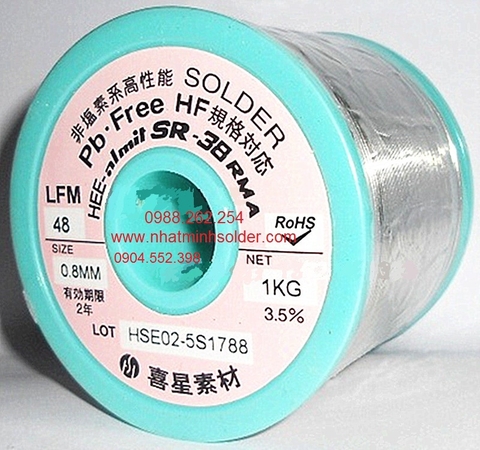 非塩素系高性能 SOLDER
Pb・Free HF規格対応
HEE-almit SR-38 RMA
LFM
48
SIZE
0.8MM
有効期限
2年
RoHS
NET
1KG
3.5%
0988.262.254
www.nhatminhsolder.com
0904.552.398
LOT HSE02-5S1788
喜星素材